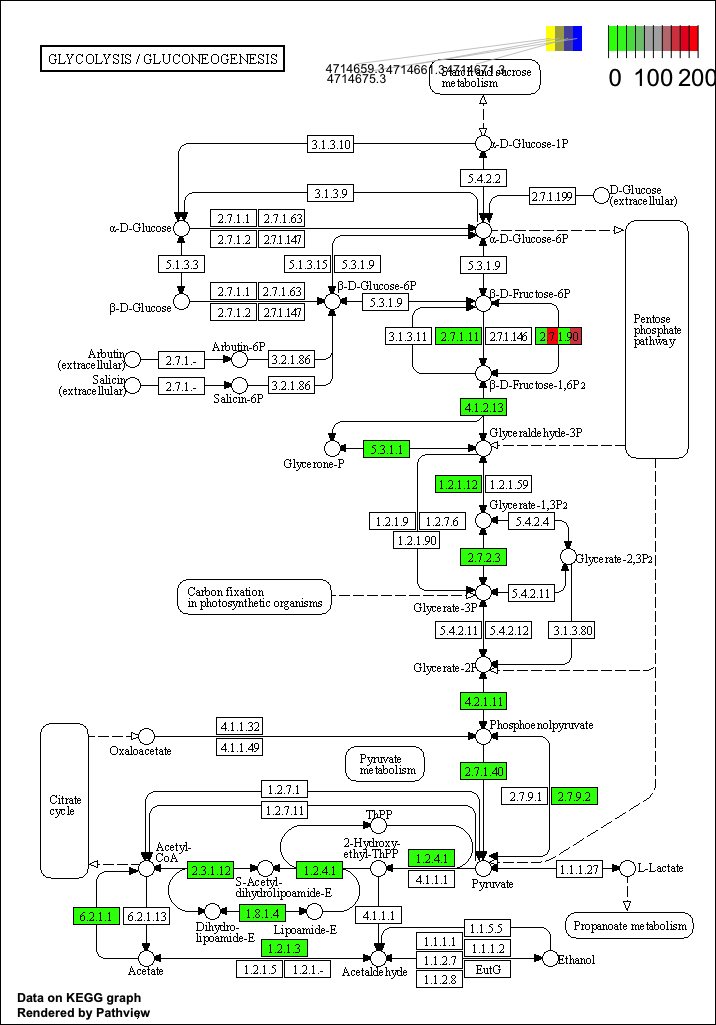 GLYCOLYSIS / GLUCONEOGENESIS
4714659.3
4714661.3
4714671.3
4714675.3
0 100 200
Starch and sucrose
metabolism
3.1.3.10
α-D-Glucose-1P
5.4.2.2
3.1.3.9
2.7.1.199
D-Glucose
(extracellular)
α-D-Glucose
2.7.1.1 2.7.1.63
2.7.1.2 2.7.1.147
α-D-Glucose-6P
5.1.3.3
5.1.3.15 5.3.1.9
5.3.1.9
β-D-Glucose
2.7.1.1 2.7.1.63
2.7.1.2 2.7.1.147
β-D-Glucose-6P
5.3.1.9
β-D-Fructose-6P
Pentose
phosphate
pathway
3.1.3.11 2.7.1.11 2.7.1.146 2.7.1.90
Arbutin
(extracellular)
2.7.1.-
Arbutin-6P
3.2.1.86
Salicin
(extracellular)
2.7.1.-
Salicin-6P
3.2.1.86
β-D-Fructose-1,6P2
4.1.2.13
Glyceraldehyde-3P
5.3.1.1
Glycerone-P
1.2.1.12 1.2.1.59
Glycerate-1,3P2
1.2.1.9 1.2.7.6
1.2.1.90
5.4.2.4
2.7.2.3
Glycerate-2,3P2
Carbon fixation
in photosynthetic organisms
5.4.2.11
Glycerate-3P
5.4.2.11 5.4.2.12
3.1.3.80
Glycerate-2P
4.2.1.11
Phosphoenolpyruvate
4.1.1.32
4.1.1.49
Oxaloacetate
Pyruvate
metabolism
2.7.1.40
2.7.9.1 2.7.9.2
Citrate
cycle
1.2.7.1
1.2.7.11
ThPP
2-Hydroxy-
ethyl-ThPP
Acetyl-
CoA
2.3.1.12
S-Acetyl-
dihydrolipoamide-E
1.2.4.1
1.2.4.1
4.1.1.1
Pyruvate
1.1.1.27
L-Lactate
6.2.1.1 6.2.1.13
1.8.1.4
Dihydro-
lipoamide-E
Lipoamide-E
4.1.1.1
Propanoate metabolism
1.2.1.3
1.2.1.5 1.2.1.-
Acetate
Acetaldehyde
1.1.5.5
1.1.1.1 1.1.1.2
1.1.2.7 EutG
1.1.2.8
Ethanol
Data on KEGG graph
Rendered by Pathview